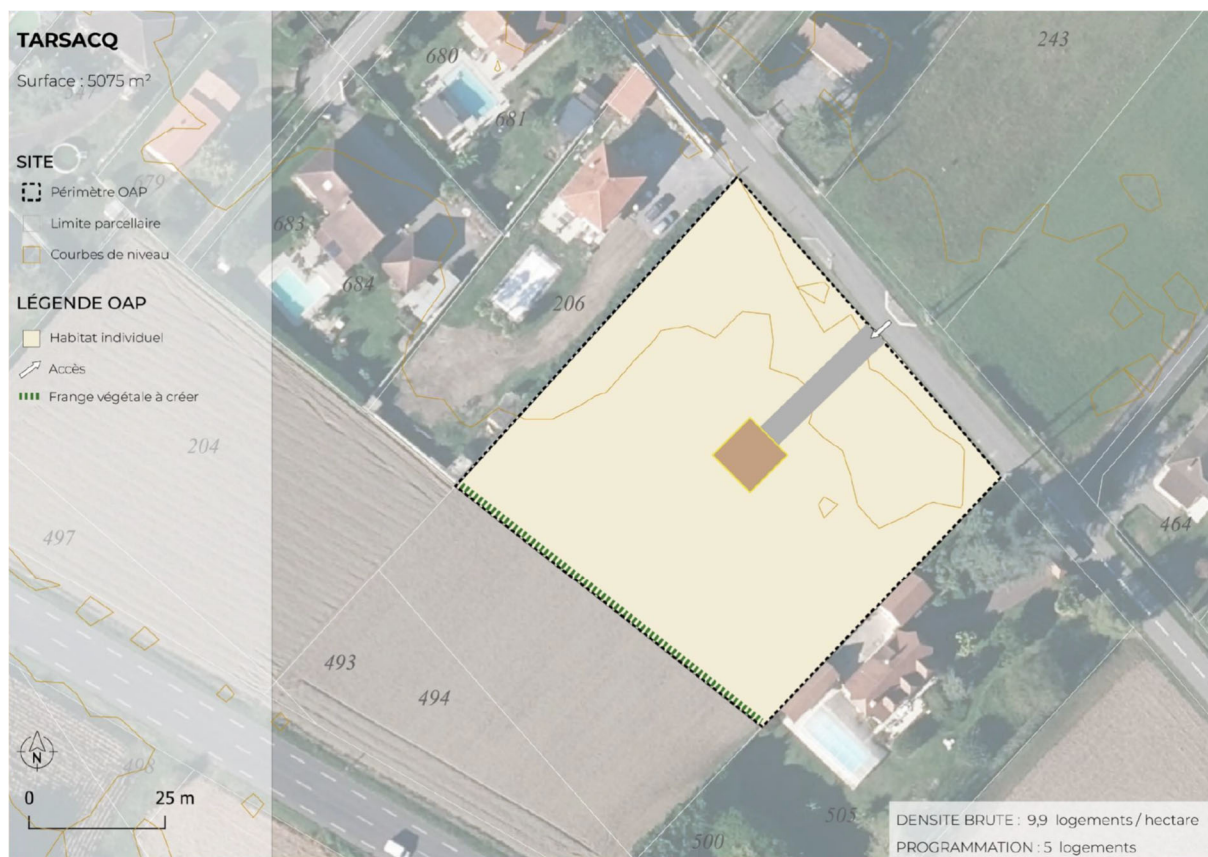 TARSACQ
Surface : 5075 m²
SITE
Périmètre OAP
Limite parcellaire
Courbes de niveau
LÉGENDE OAP
Habitat individuel
Accès
Frange végétale à créer
N
0 25 m
243
680
681
679
683
684
206
204
497
493
494
498
464
505
500
DENSITE BRUTE : 9,9 logements / hectare
PROGRAMMATION : 5 logements